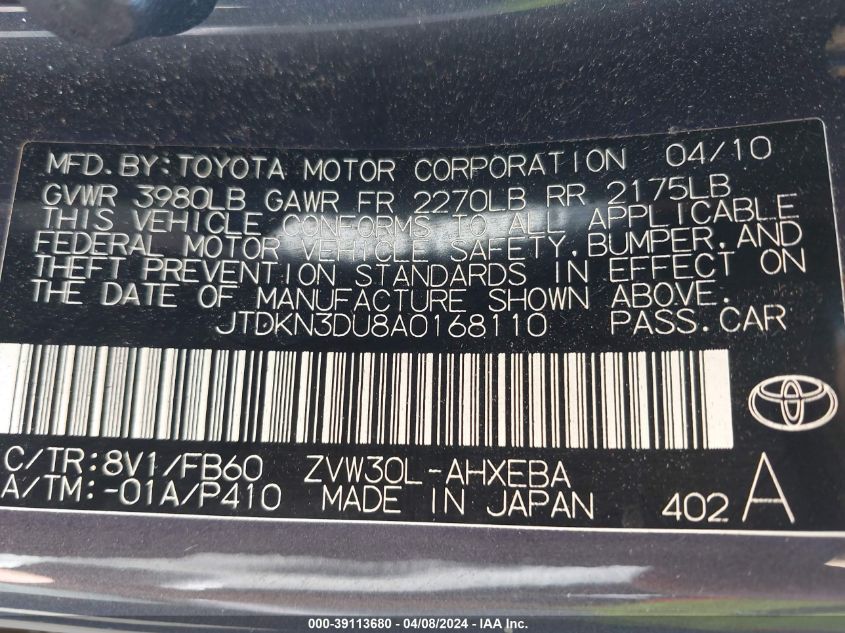 MFD.BY:TOYOTA MOTOR CORPORATION 04/10
GVWR 3980LB GAWR FR 2270LB RR 2175LB
THIS VEHICLE CONFORMS TO ALL APPLICABLE
FEDERAL MOTOR VEHICLE SAFETY,BUMPER,AND
THEFT PREVENTION STANDARDS IN EFFECT ON
THE DATE OF MANUFACTURE SHOWN ABOVE.
JTDKN3DU8A0168110 PASS.CAR
C/TR:8V1/FB60 ZVW30L-AHXEBA
A/TM:-01A/P410 MADE IN JAPAN 402 A
000-39113680 - 04/08/2024 - IAA Inc.